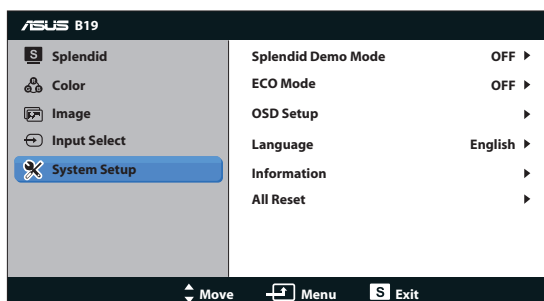 ASUS B19
S Splendid
Color
Image
Input Select
System Setup
Splendid Demo Mode OFF
ECO Mode OFF
OSD Setup
Language English
Information
All Reset
Move Menu S Exit